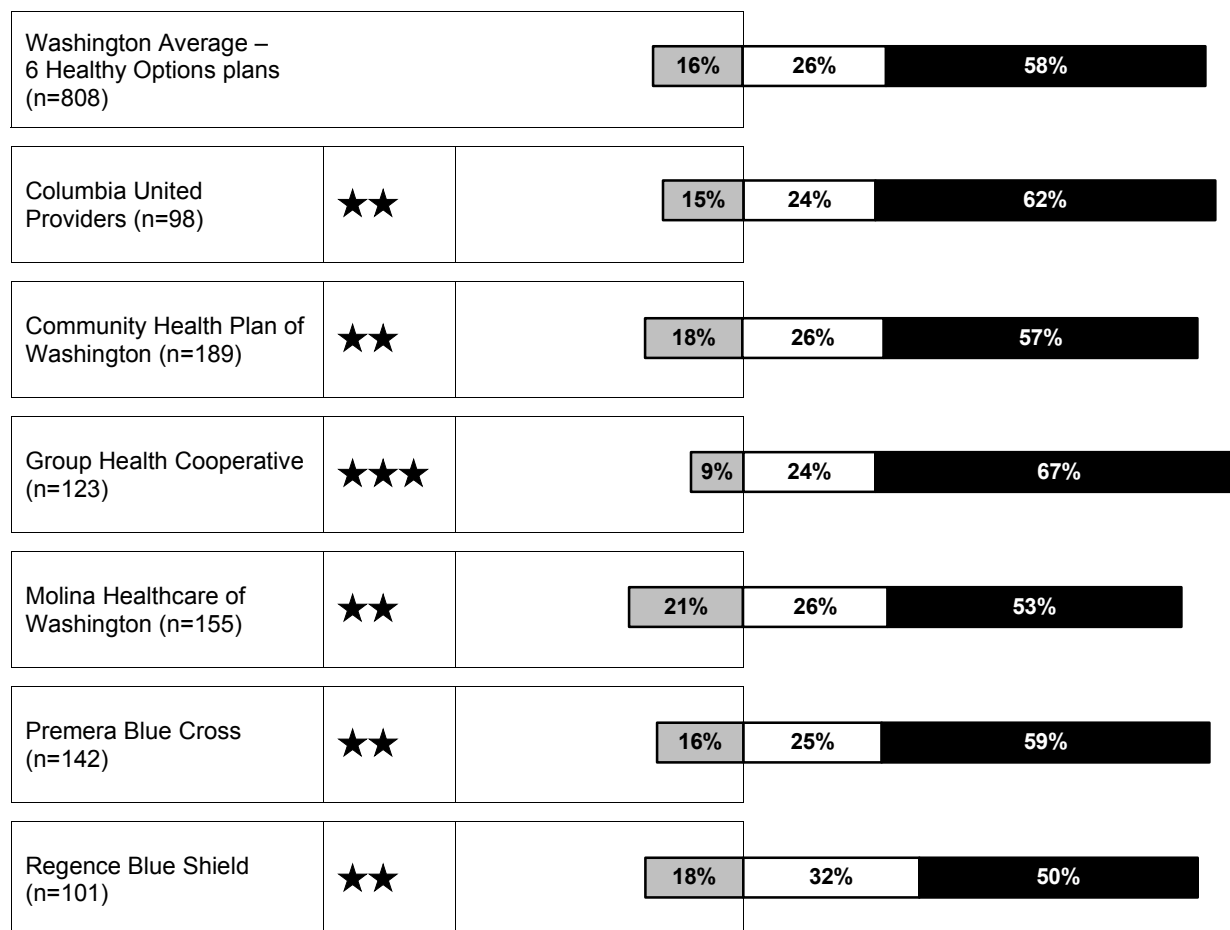 Washington Average –
6 Healthy Options plans
(n=808)
16% 26% 58%
Columbia United
Providers (n=98)
★★
15% 24% 62%
Community Health Plan of
Washington (n=189)
★★
18% 26% 57%
Group Health Cooperative
(n=123)
★★★
9% 24% 67%
Molina Healthcare of
Washington (n=155)
★★
21% 26% 53%
Premera Blue Cross
(n=142)
★★
16% 25% 59%
Regence Blue Shield
(n=101)
★★
18% 32% 50%